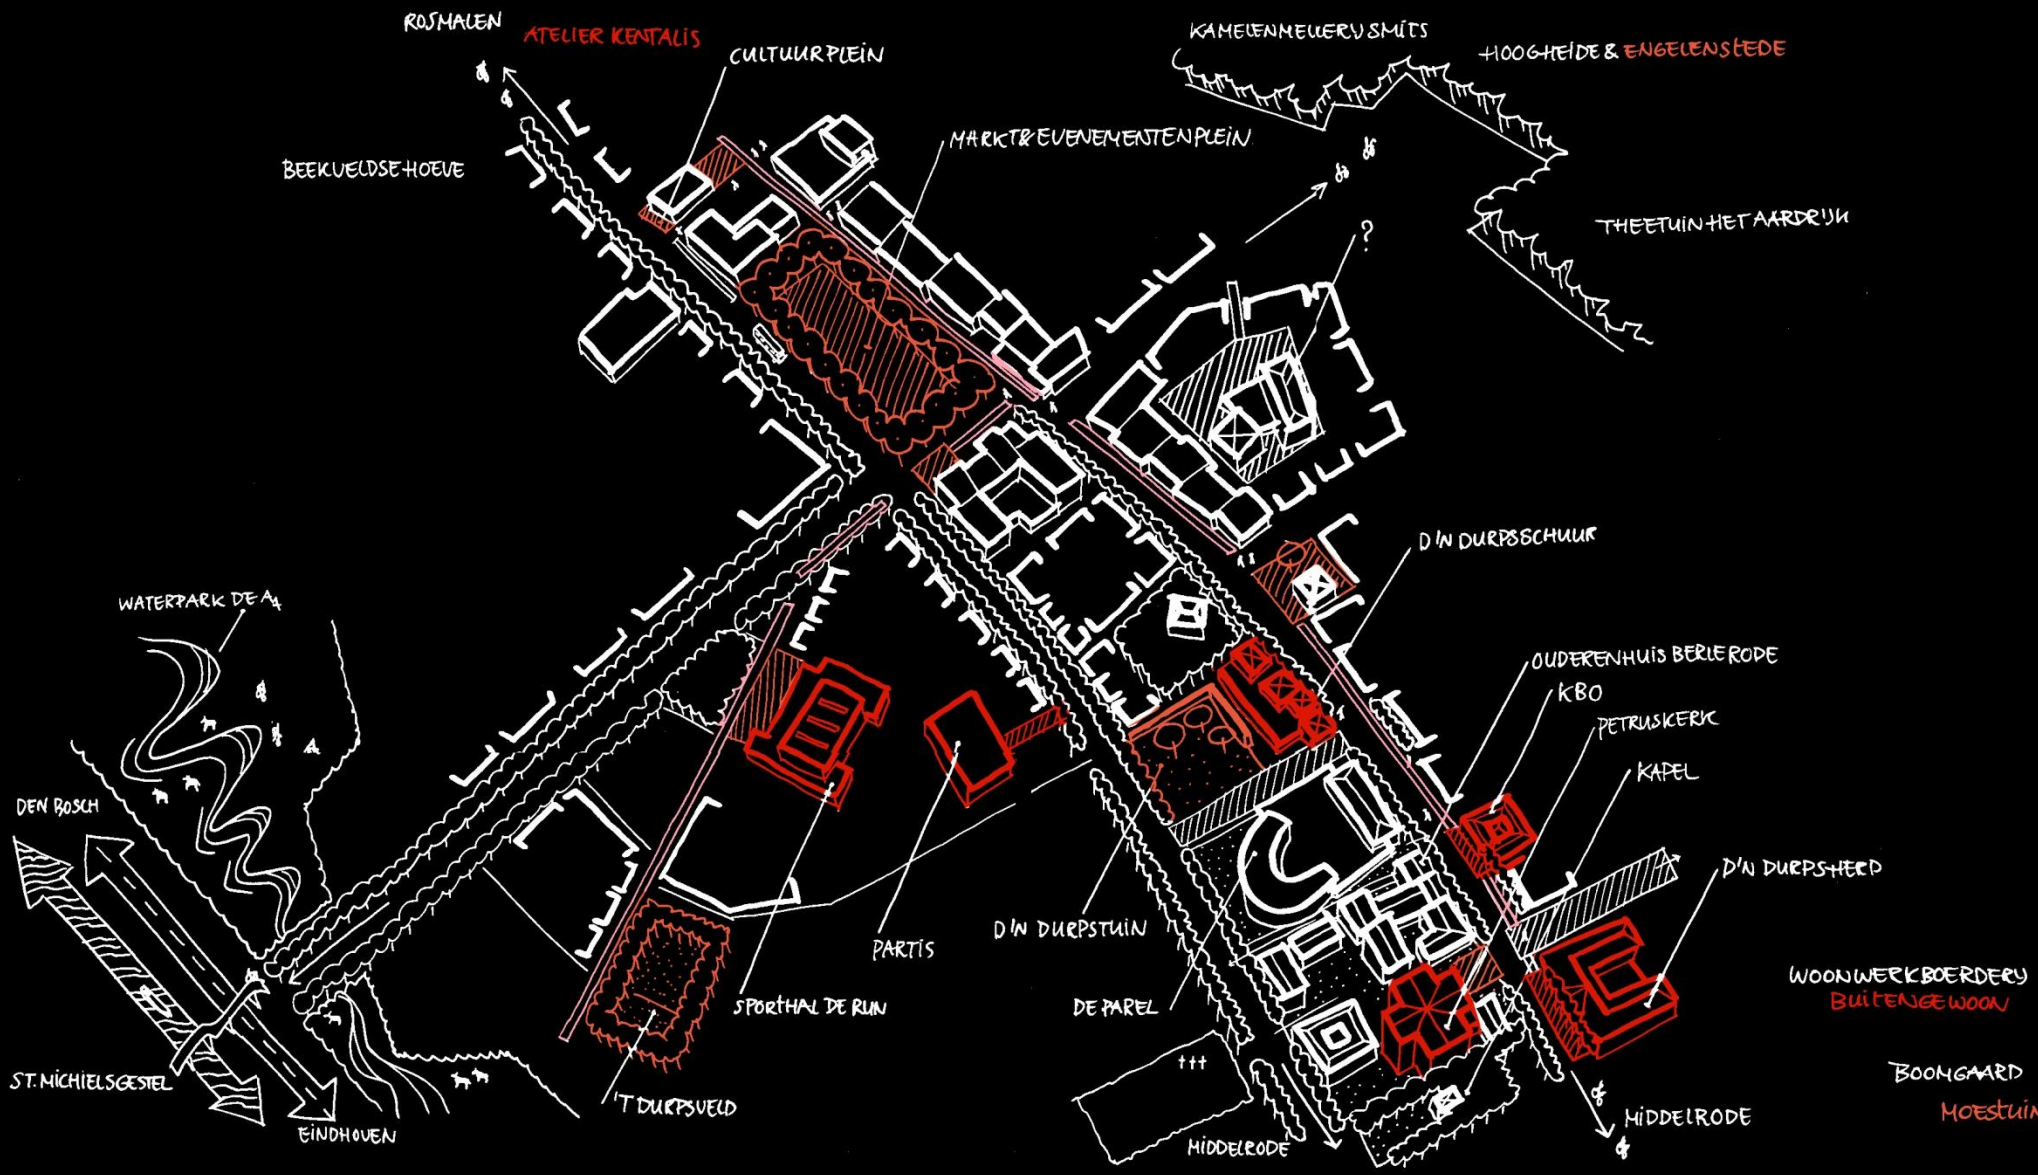 ROSMALEN
ATELIER KENTALIS
CULTUURPLEIN
KAMELENMELKERIJ SMITS
HOOGHEIDE & ENGELENSTEDE
MARKT & EVENEMENTENPLEIN
BEEKVELDSE HOEVE
THEETUIN HET AARDRIJK
?
D'N DURPSSCHUUR
WATERPARK DE AA
OUDERENHUIS BERLERODE
KBO
PETRUSKERK
KAPEL
DEN BOSCH
D'N DURPSHERD
D'N DURPSTUIN
PARTIS
SPORTHAL DE RUN
DE PAREL
WOONWERKBOERDERIJ
BUITENGEWOON
ST. MICHIELSGESTEL
BOOMGAARD
'T DURPSVELD
MOESTUIN
MIDDELRODE
EINDHOVEN
MIDDELRODE